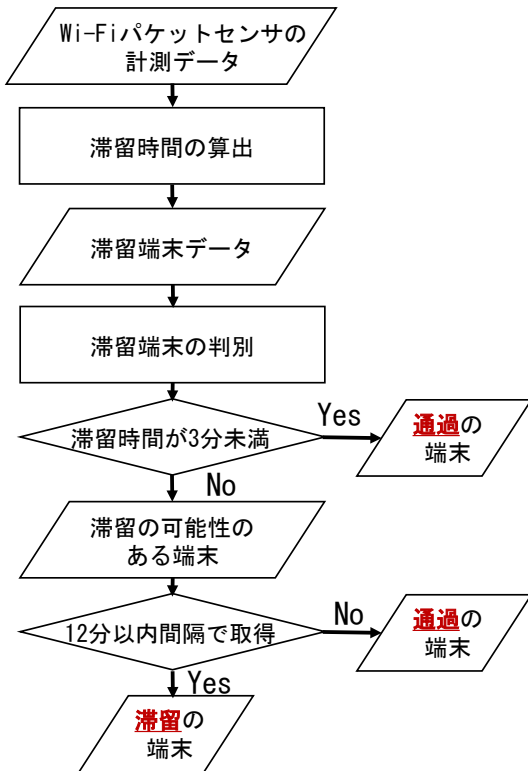 Wi-Fiパケットセンサの
計測データ
滞留時間の算出
滞留端末データ
滞留端末の判別
滞留時間が3分未満
Yes
通過の
端末
No
滞留の可能性の
ある端末
12分以内間隔で取得
No
通過の
端末
Yes
滞留の
端末